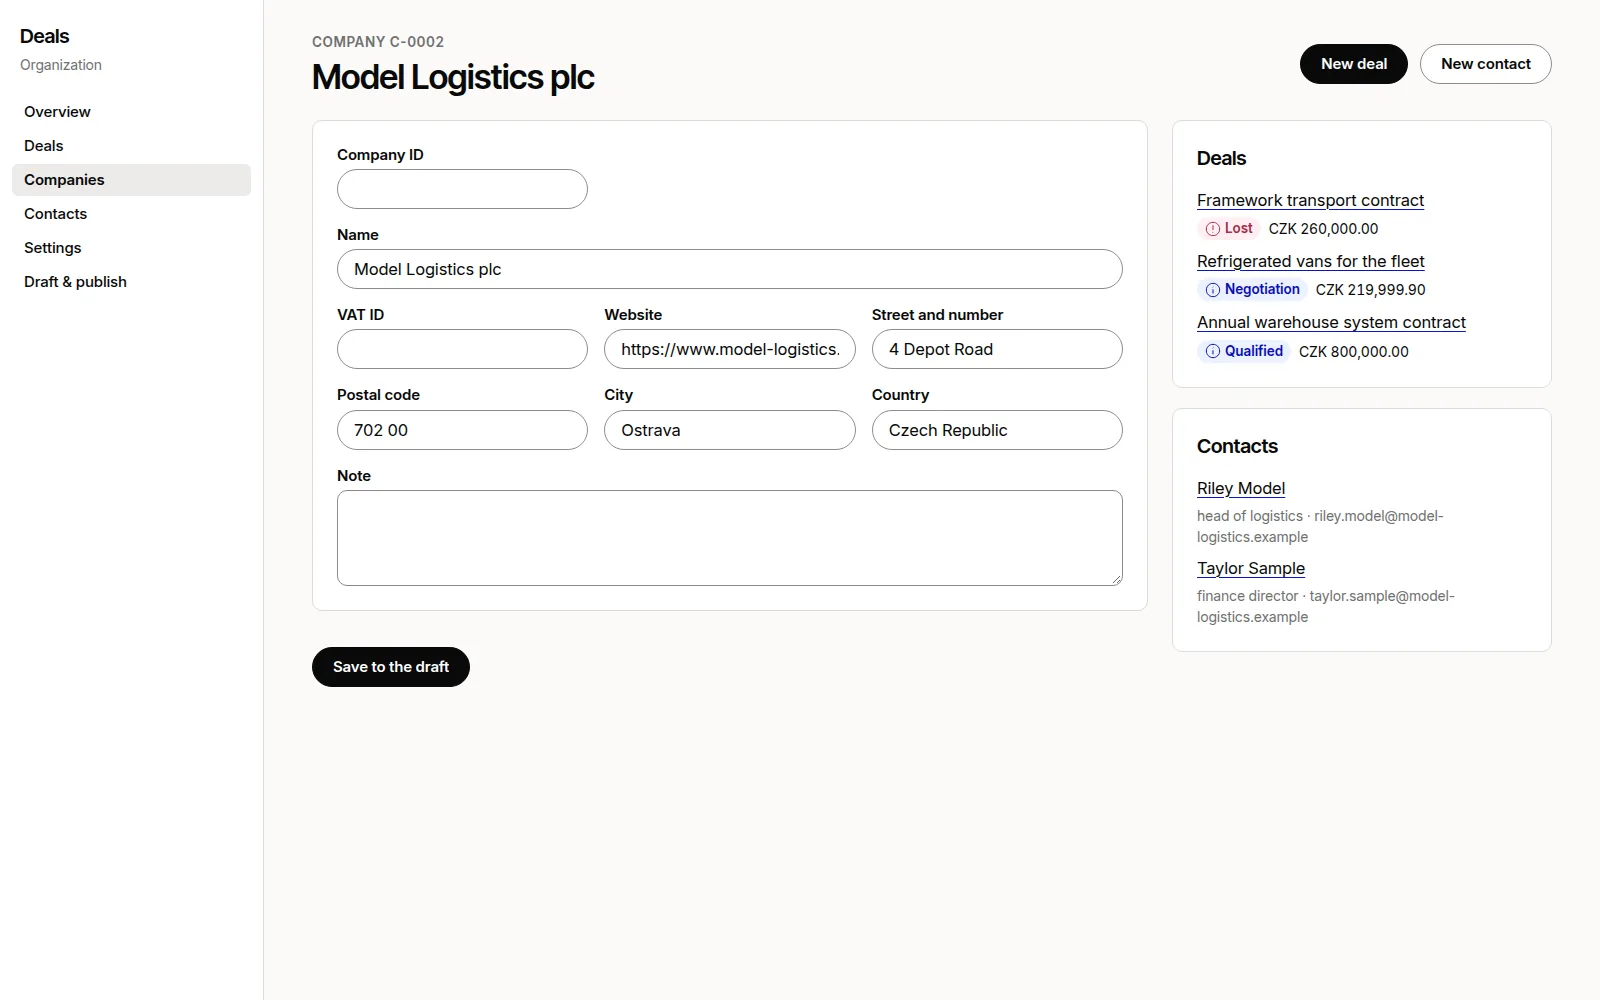 Deals
Organization
Overview
Deals
Companies
Contacts
Settings
Draft & publish
COMPANY C-0002
Model Logistics plc
New deal
New contact
Company ID
Name
Model Logistics plc
VAT ID
Website
Street and number
https://www.model-logistics.
4 Depot Road
Postal code
City
Country
702 00
Ostrava
Czech Republic
Note
Save to the draft
Deals
Framework transport contract
Lost CZK 260,000.00
Refrigerated vans for the fleet
Negotiation CZK 219,999.90
Annual warehouse system contract
Qualified CZK 800,000.00
Contacts
Riley Model
head of logistics · riley.model@model-
logistics.example
Taylor Sample
finance director · taylor.sample@model-
logistics.example